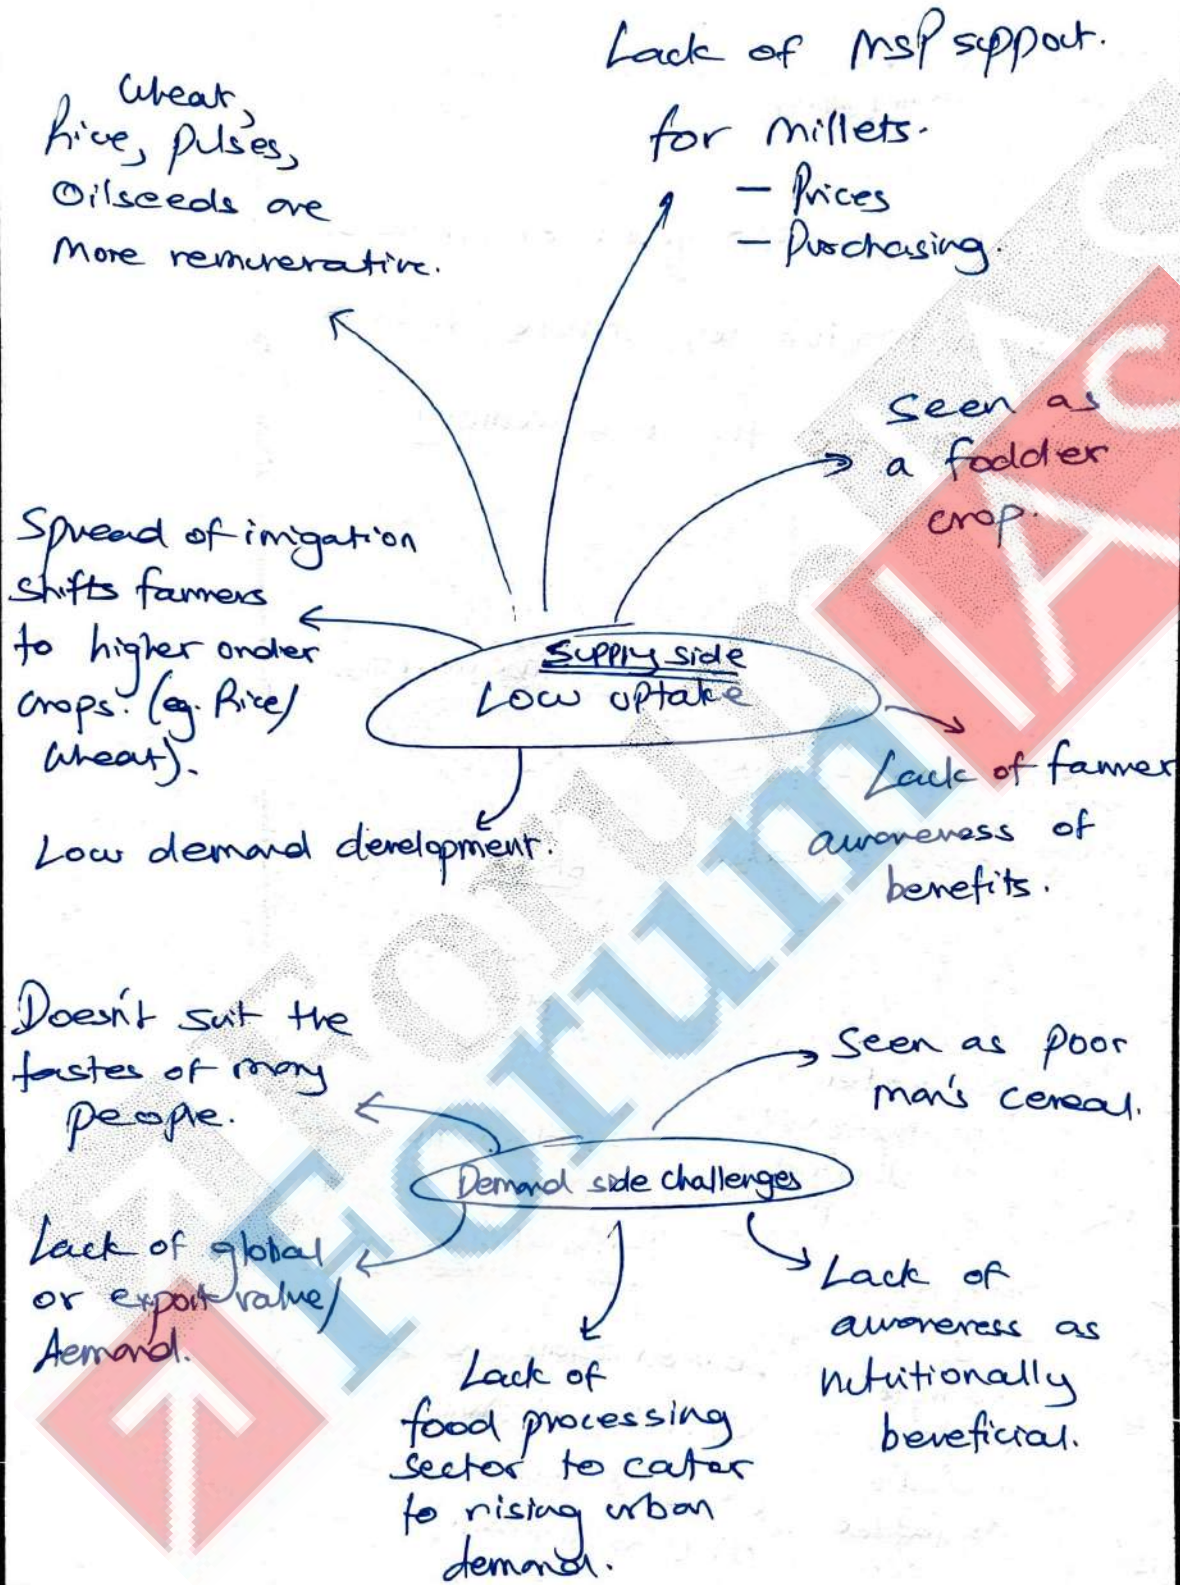 Lack of MSP support.
for millets.
- Prices
- Purchasing.
Wheat,
Rice, Pulses,
Oilseeds are
More remunerative.
Seen as
a fodder
crop.
Spread of irrigation
shifts farmers
to higher order
crops. (eg. Rice/
Wheat).
Supply side
Low uptake
Lack of farmer
awareness of
benefits.
Low demand development.
Doesn't suit the
tastes of many
people.
Seen as poor
man's cereal.
Demand side challenges
Lack of global
or export value/
demand.
Lack of
awareness as
nutritionally
beneficial.
Lack of
food processing
sector to cater
to rising urban
demand.
Forum IAS
Forum IAS